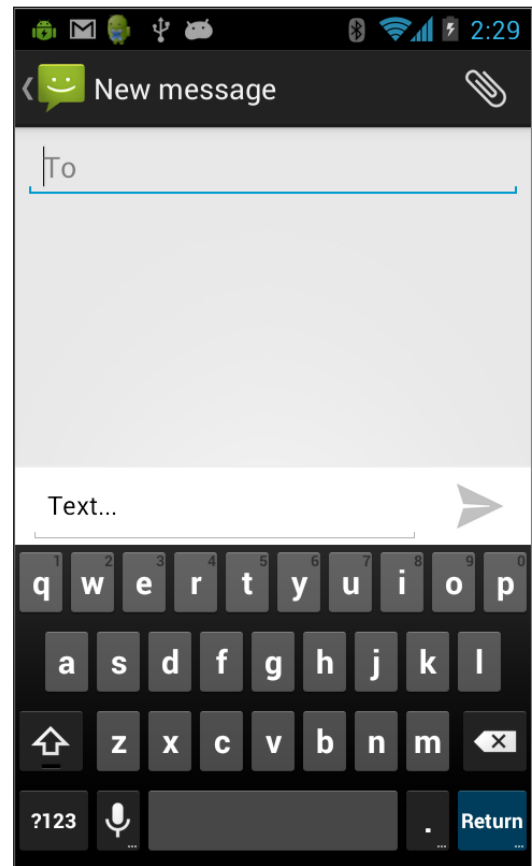 2:29
New message
To
Text...
1 2 3 4 5 6 7 8 9 0
q w e r t y u i o p
a s d f g h j k l
z x c v b n m
?123 . Return